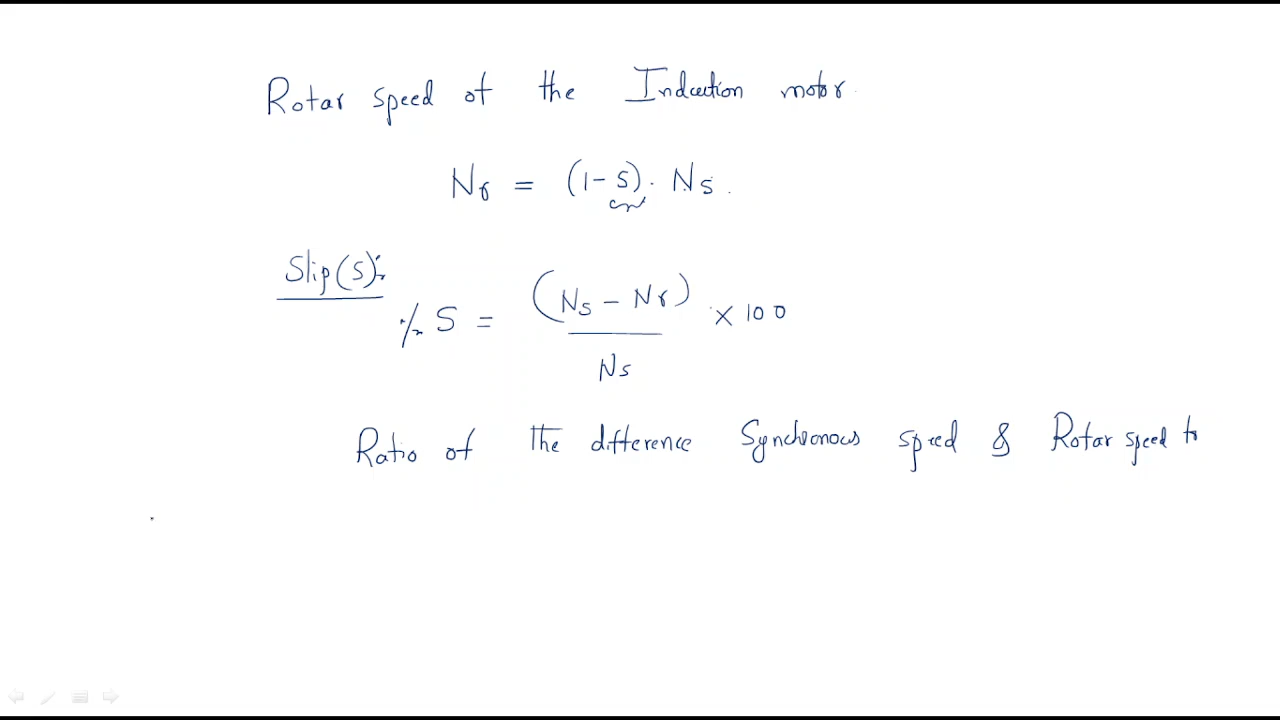 Rotar speed of the Induction motor.
Nr = (1-S). Ns.
Slip(S):
% S = (Ns - Nr) / Ns × 100
Ratio of the difference Synchronous speed & Rotar speed to